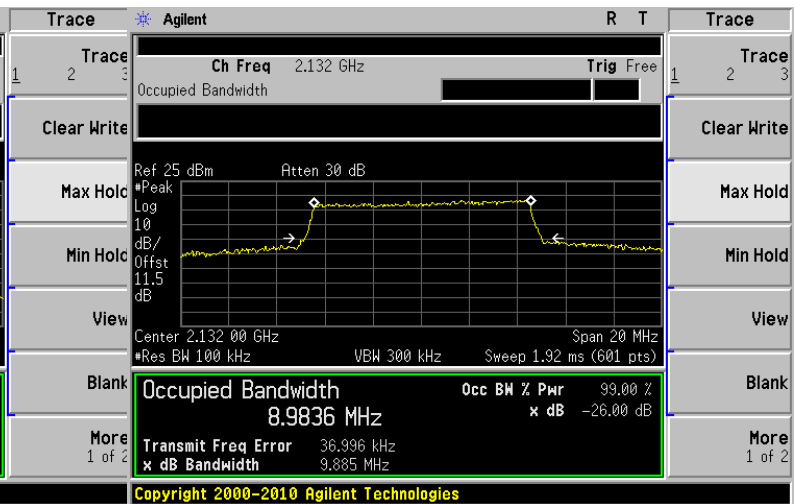 Trace
Trace
1 2 3
Clear Write
Max Hold
Min Hold
View
Blank
More
1 of 2
Agilent R T
Ch Freq 2.132 GHz Trig Free
Occupied Bandwidth
Ref 25 dBm Atten 30 dB
#Peak
Log
10
dB/
Offst
11.5
dB
Center 2.132 00 GHz Span 20 MHz
#Res BW 100 kHz VBW 300 kHz Sweep 1.92 ms (601 pts)
Occupied Bandwidth Occ BW % Pwr 99.00 %
8.9836 MHz x dB -26.00 dB
Transmit Freq Error 36.996 kHz
x dB Bandwidth 9.885 MHz
Copyright 2000-2010 Agilent Technologies
Trace
Trace
1 2 3
Clear Write
Max Hold
Min Hold
View
Blank
More
1 of 2